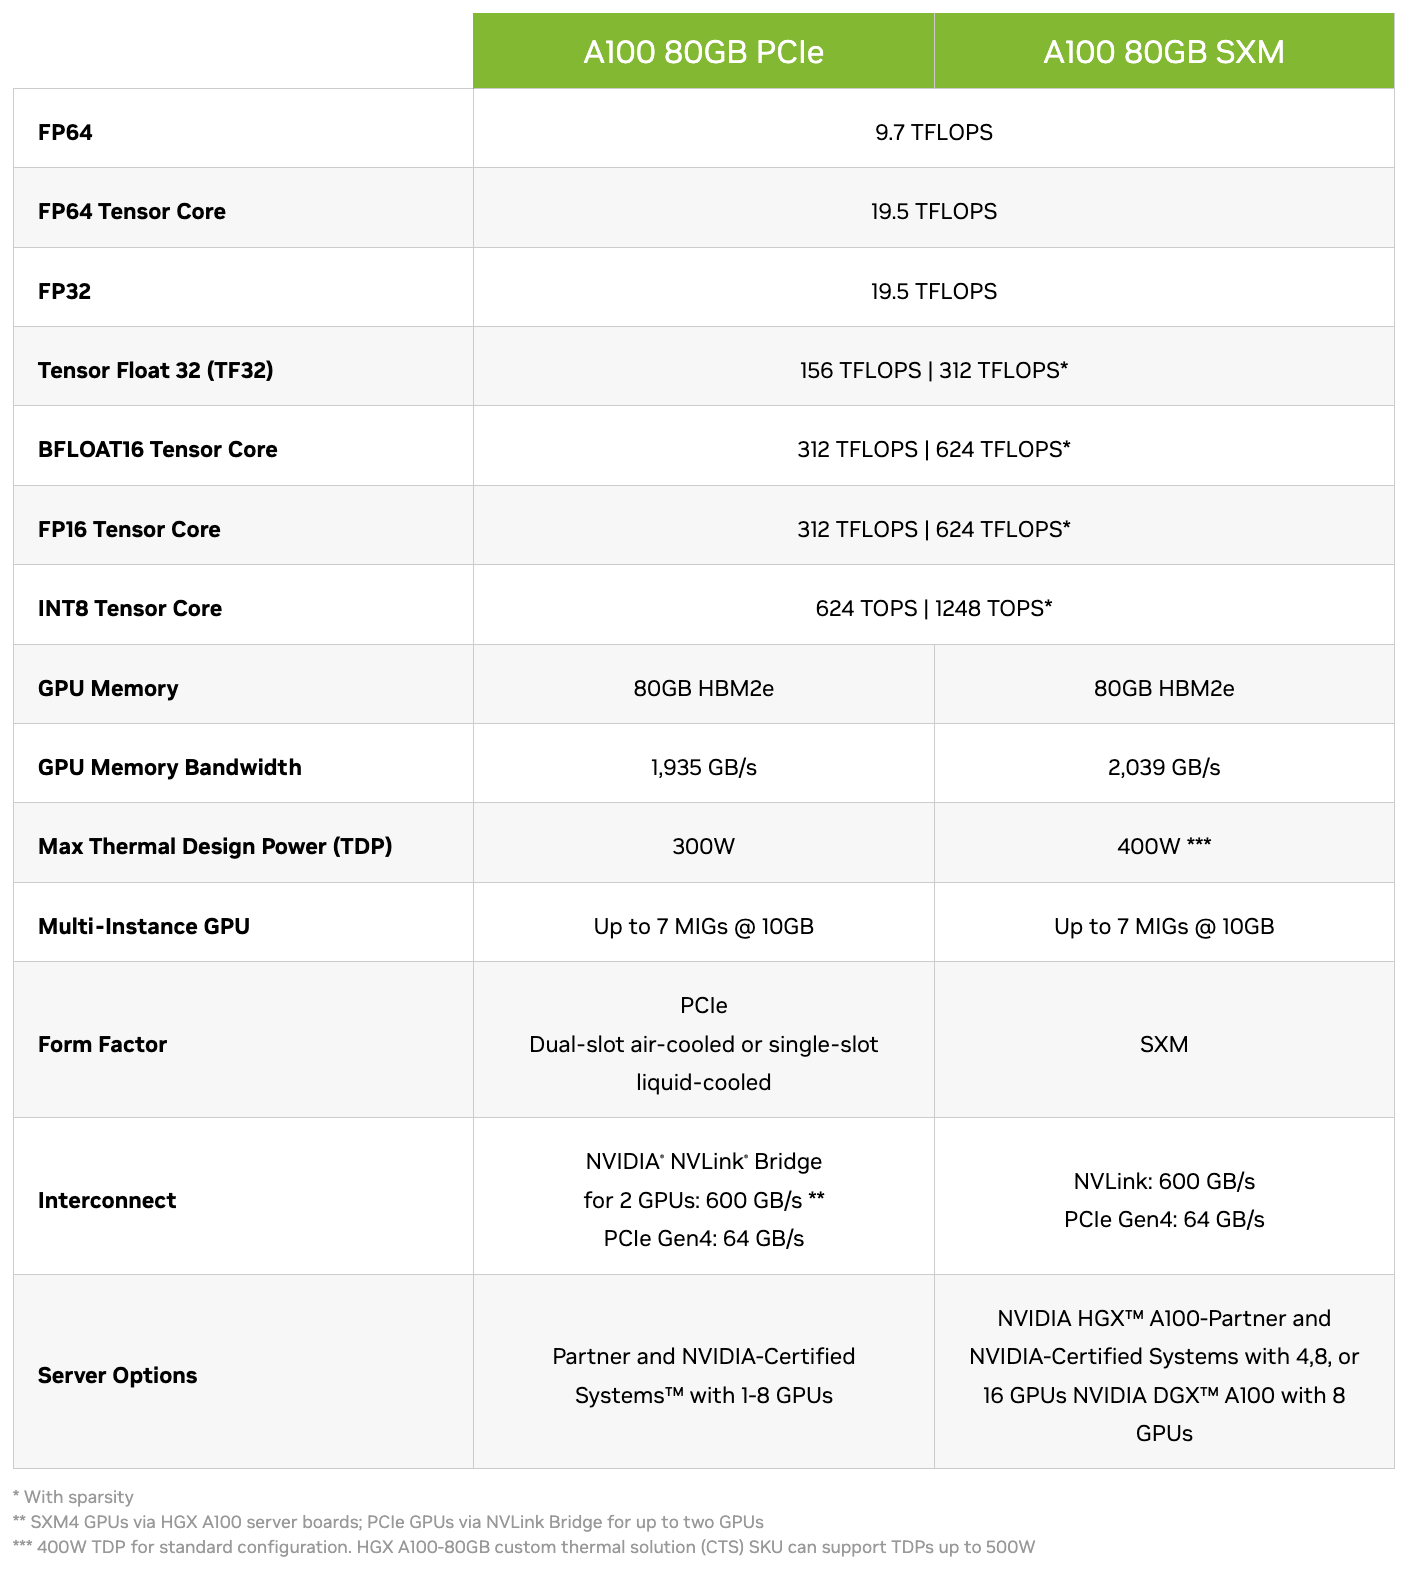 A100 80GB PCIe
A100 80GB SXM
FP64
9.7 TFLOPS
FP64 Tensor Core
19.5 TFLOPS
FP32
19.5 TFLOPS
Tensor Float 32 (TF32)
156 TFLOPS | 312 TFLOPS*
BFLOAT16 Tensor Core
312 TFLOPS | 624 TFLOPS*
FP16 Tensor Core
312 TFLOPS | 624 TFLOPS*
INT8 Tensor Core
624 TOPS | 1248 TOPS*
GPU Memory
80GB HBM2e
80GB HBM2e
GPU Memory Bandwidth
1,935 GB/s
2,039 GB/s
Max Thermal Design Power (TDP)
300W
400W ***
Multi-Instance GPU
Up to 7 MIGs @ 10GB
Up to 7 MIGs @ 10GB
Form Factor
PCIe
Dual-slot air-cooled or single-slot
liquid-cooled
SXM
Interconnect
NVIDIA® NVLink® Bridge
for 2 GPUs: 600 GB/s **
PCIe Gen4: 64 GB/s
NVLink: 600 GB/s
PCIe Gen4: 64 GB/s
Server Options
Partner and NVIDIA-Certified
Systems™ with 1-8 GPUs
NVIDIA HGX™ A100-Partner and
NVIDIA-Certified Systems with 4,8, or
16 GPUs NVIDIA DGX™ A100 with 8
GPUs
* With sparsity
** SXM4 GPUs via HGX A100 server boards; PCIe GPUs via NVLink Bridge for up to two GPUs
*** 400W TDP for standard configuration. HGX A100-80GB custom thermal solution (CTS) SKU can support TDPs up to 500W